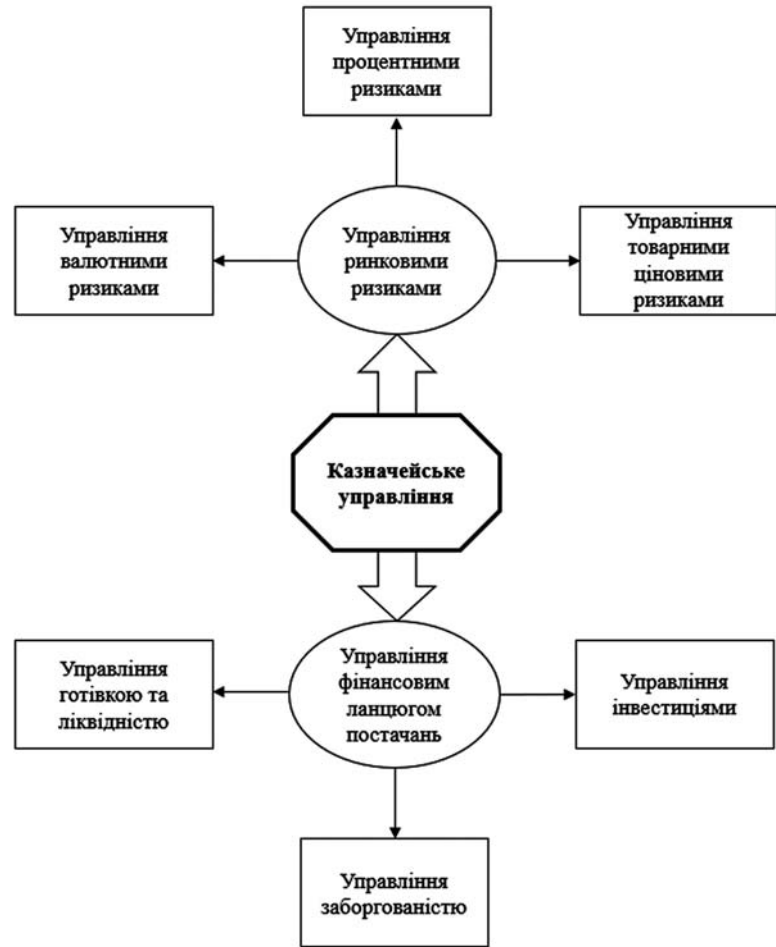 Управління
процентними
ризиками
Управління
валютними
ризиками
Управління
ринковими
ризиками
Управління
товарними
ціновими
ризиками
Казначейське
управління
Управління
готівкою та
ліквідністю
Управління
фінансовим
ланцюгом
постачань
Управління
інвестиціями
Управління
заборгованістю